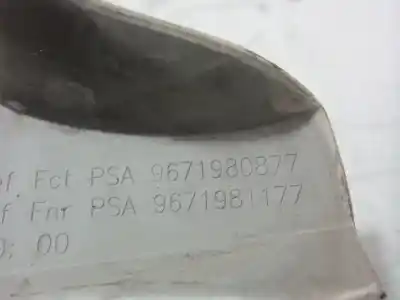 ef. Fct PSA 9671980877
f Fnr PSA 9671981177
; 00